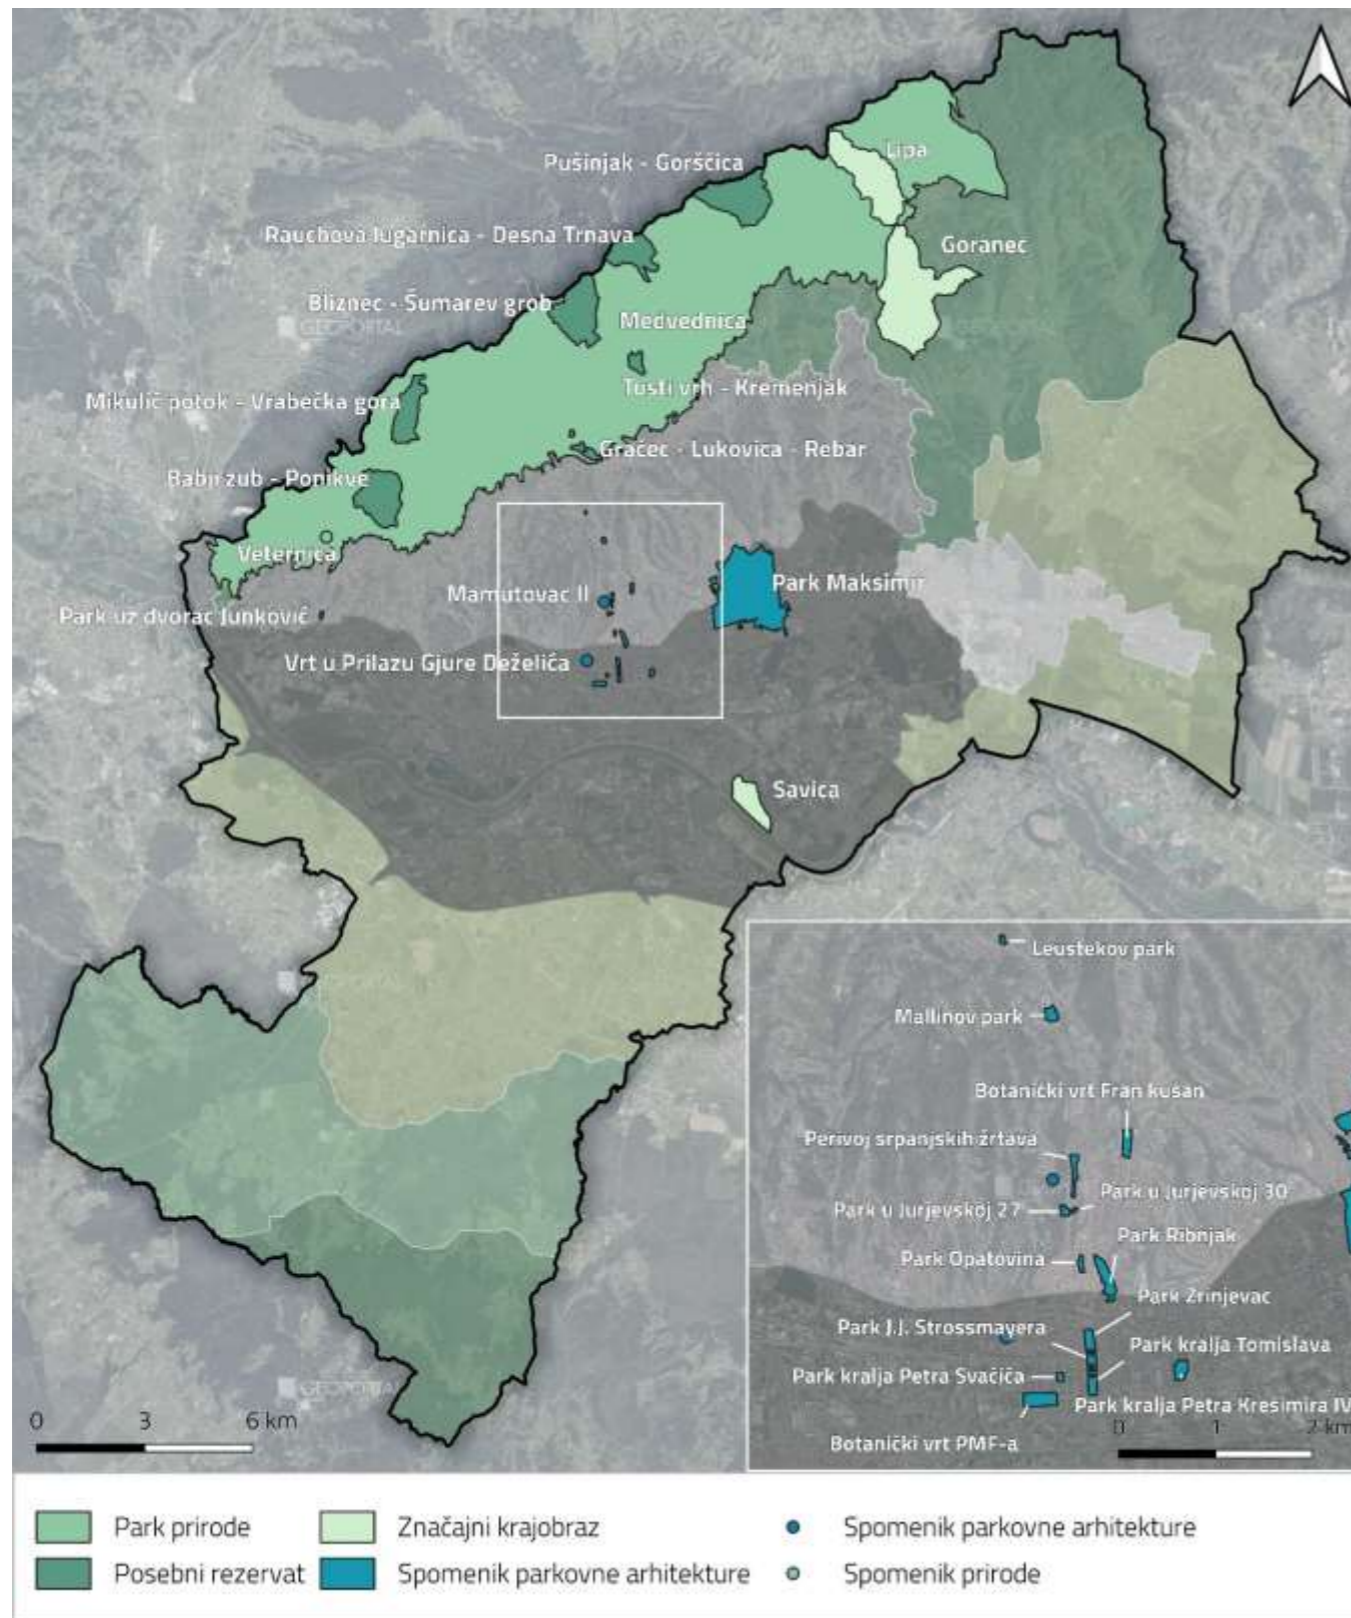 Lipa
Pušinjak - Gorščica
Rauchova lugarnica - Desna Trnava
Goranec
Bliznec - Šumarev grob
GEOPORTAL
Medvednica
Tusti vrh - Kremenjak
Mikulić potok - Vrabečka gora
Gračec - Lukovica - Rebar
Babji zub - Ponikve
Veternica
Park Maksimir
Mamutovac II
Park uz dvorac Junković
Vrt u Prilazu Gjure Deželića
Savica
Leustekov park
Mallinov park
Botanički vrt Fran kušan
Perivoj srpanjskih žrtava
Park u Jurjevskoj 30
Park u Jurjevskoj 27
Park Ribnjak
Park Opatovina
Park Zrinjevac
Park J.J. Strossmayera
Park kralja Tomislava
Park kralja Petra Svačića
Park kralja Petra Krešimira IV
Botanički vrt PMF-a
GEOPORTAL
0 3 6 km
0 1 2 km
Park prirode
Značajni krajobraz
Spomenik parkovne arhitekture
Posebni rezervat
Spomenik parkovne arhitekture
Spomenik prirode